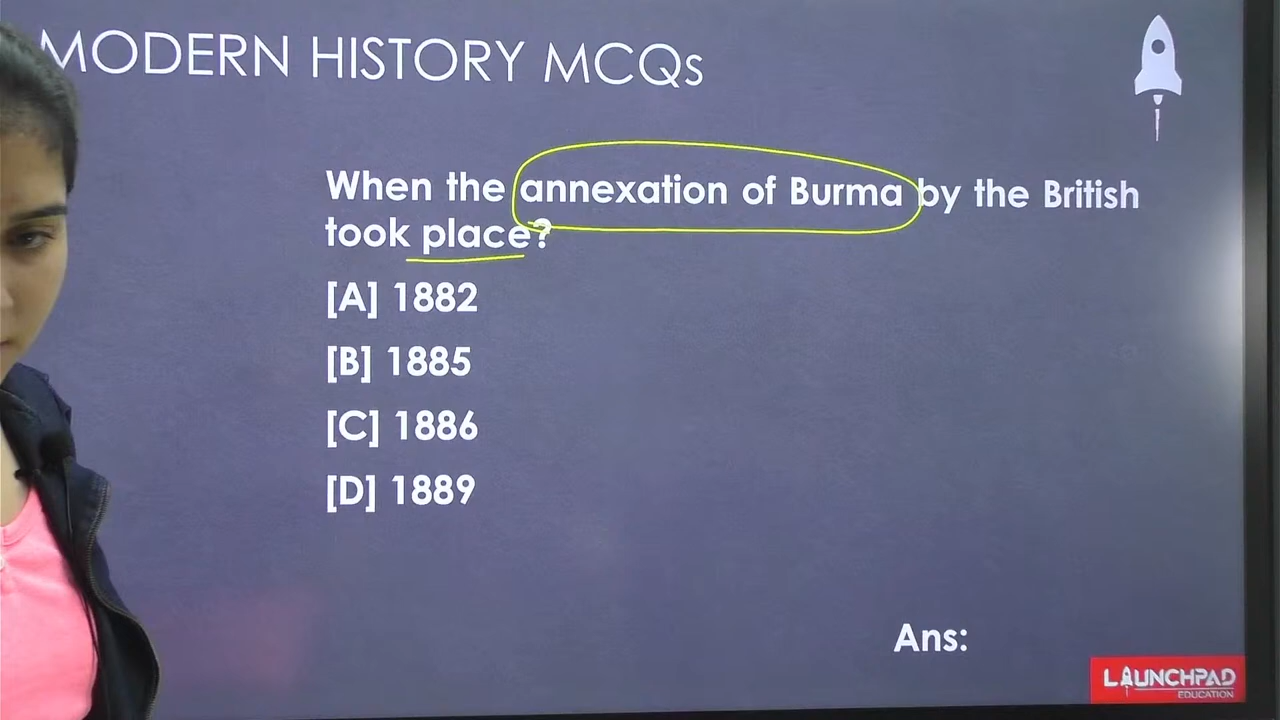 MODERN HISTORY MCQs
When the annexation of Burma by the British
took place?
[A] 1882
[B] 1885
[C] 1886
[D] 1889
Ans:
LAUNCHPAD
EDUCATION